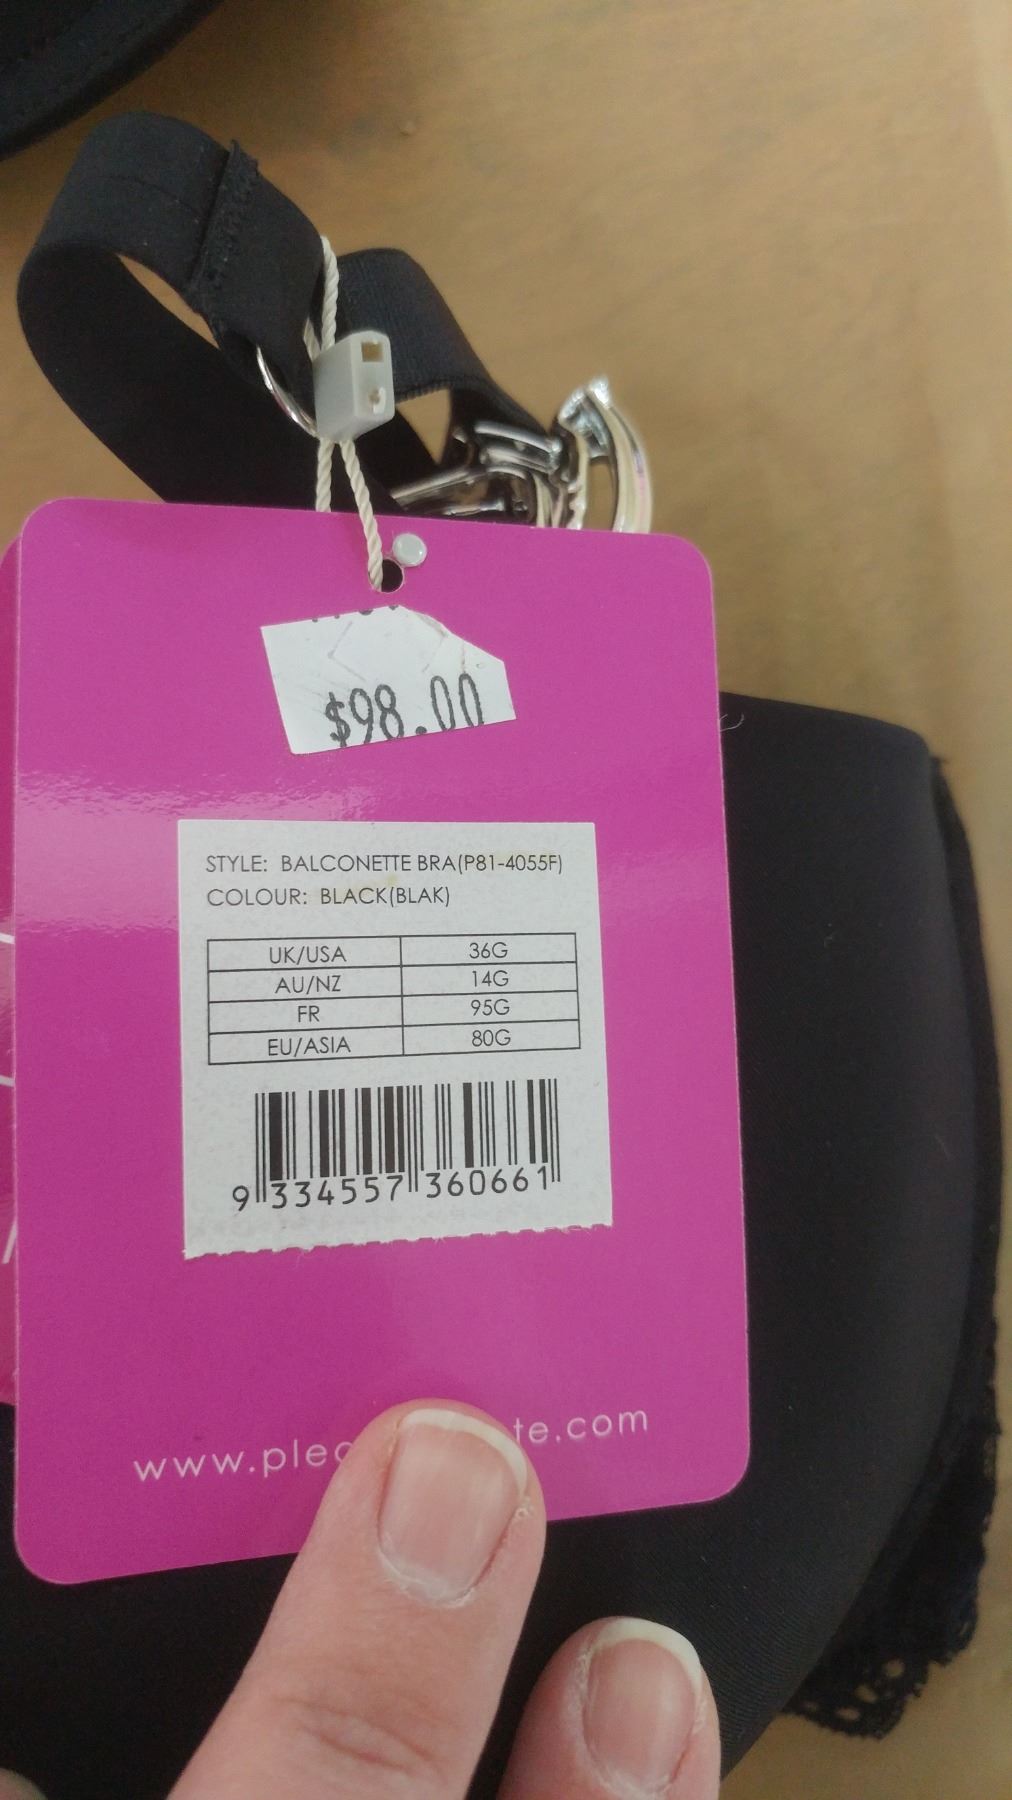 $98.00
STYLE: BALCONETTE BRA(P81-4055F)
COLOUR: BLACK(BLAK)
UK/USA 36G
AU/NZ 14G
FR 95G
EU/ASIA 80G
9 334557 360661